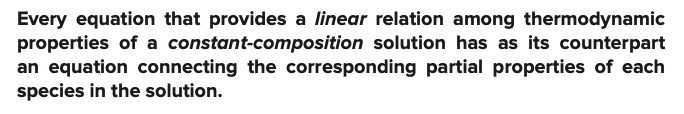 Every equation that provides a linear relation among thermodynamic
properties of a constant-composition solution has as its counterpart
an equation connecting the corresponding partial properties of each
species in the solution.